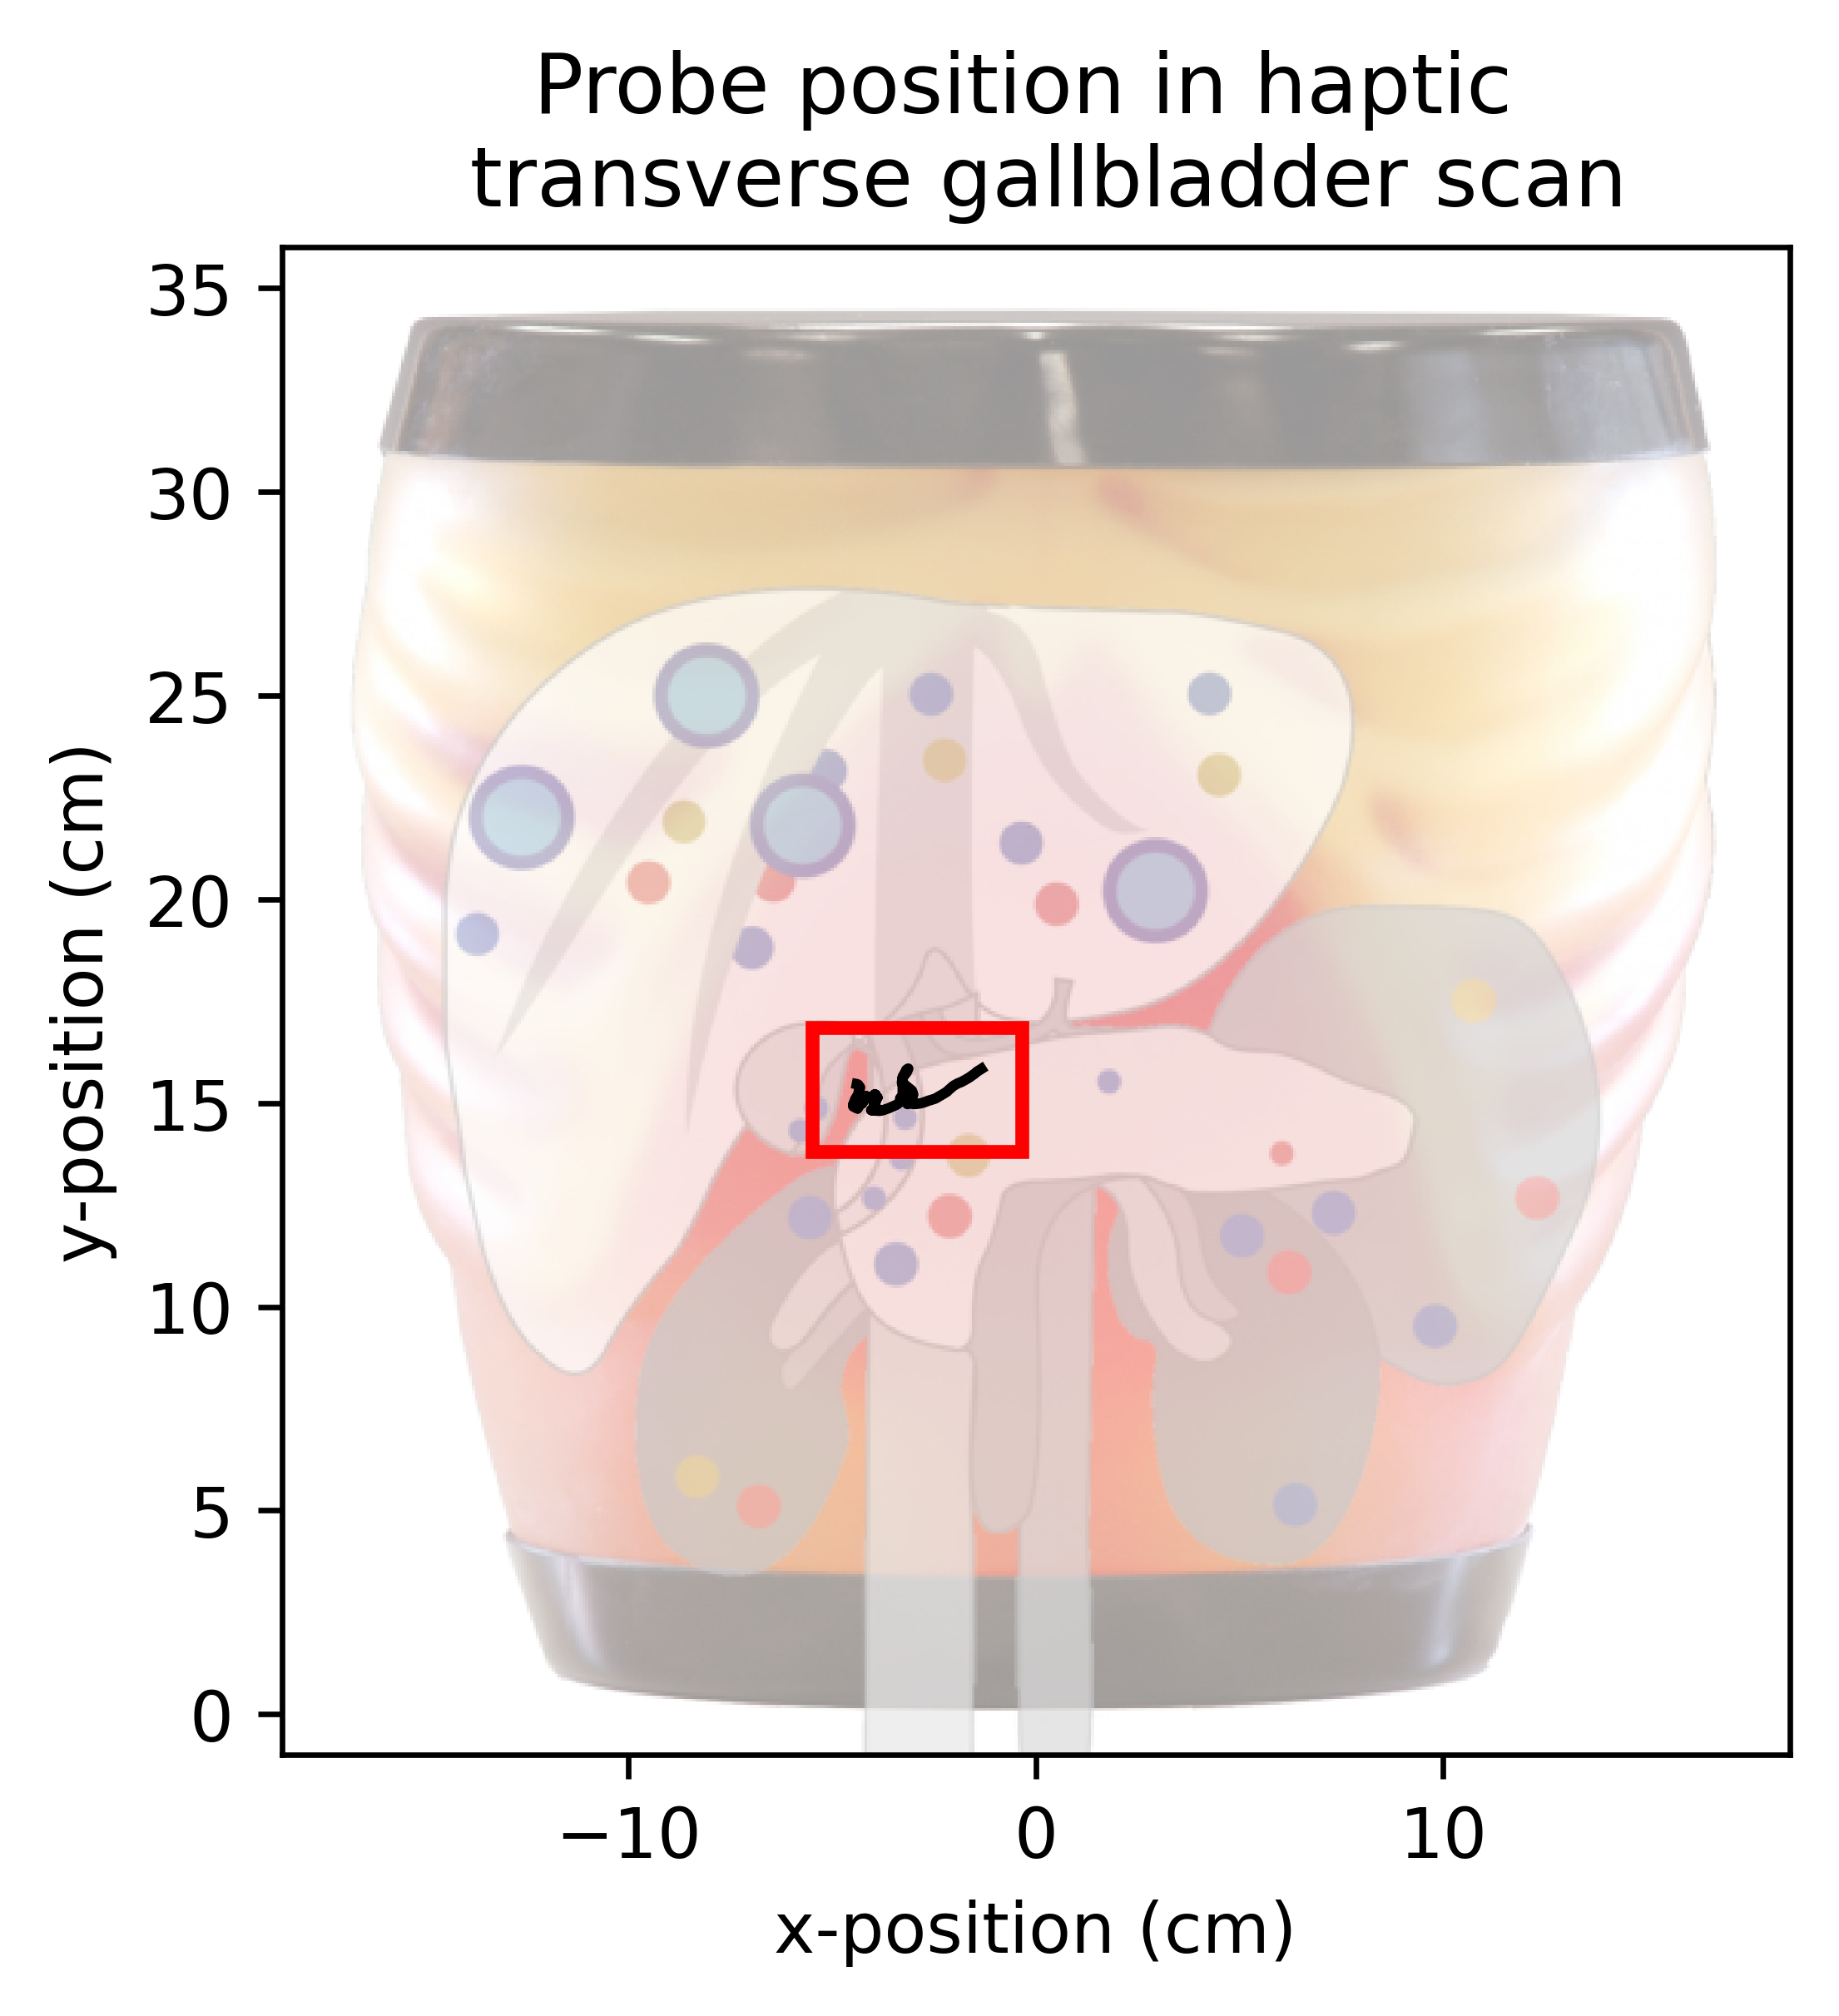 Probe position in haptic
transverse gallbladder scan
y-position (cm)
35
30
25
20
15
10
5
0
−10 0 10
x-position (cm)